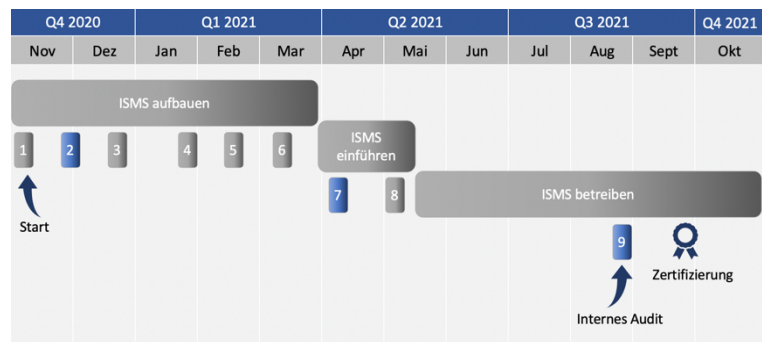 Q4 2020 Q1 2021 Q2 2021 Q3 2021 Q4 2021
Nov Dez Jan Feb Mar Apr Mai Jun Jul Aug Sept Okt
ISMS aufbauen
1 2 3 4 5 6
ISMS
einführen
Start
7 8
ISMS betreiben
9
Zertifizierung
Internes Audit